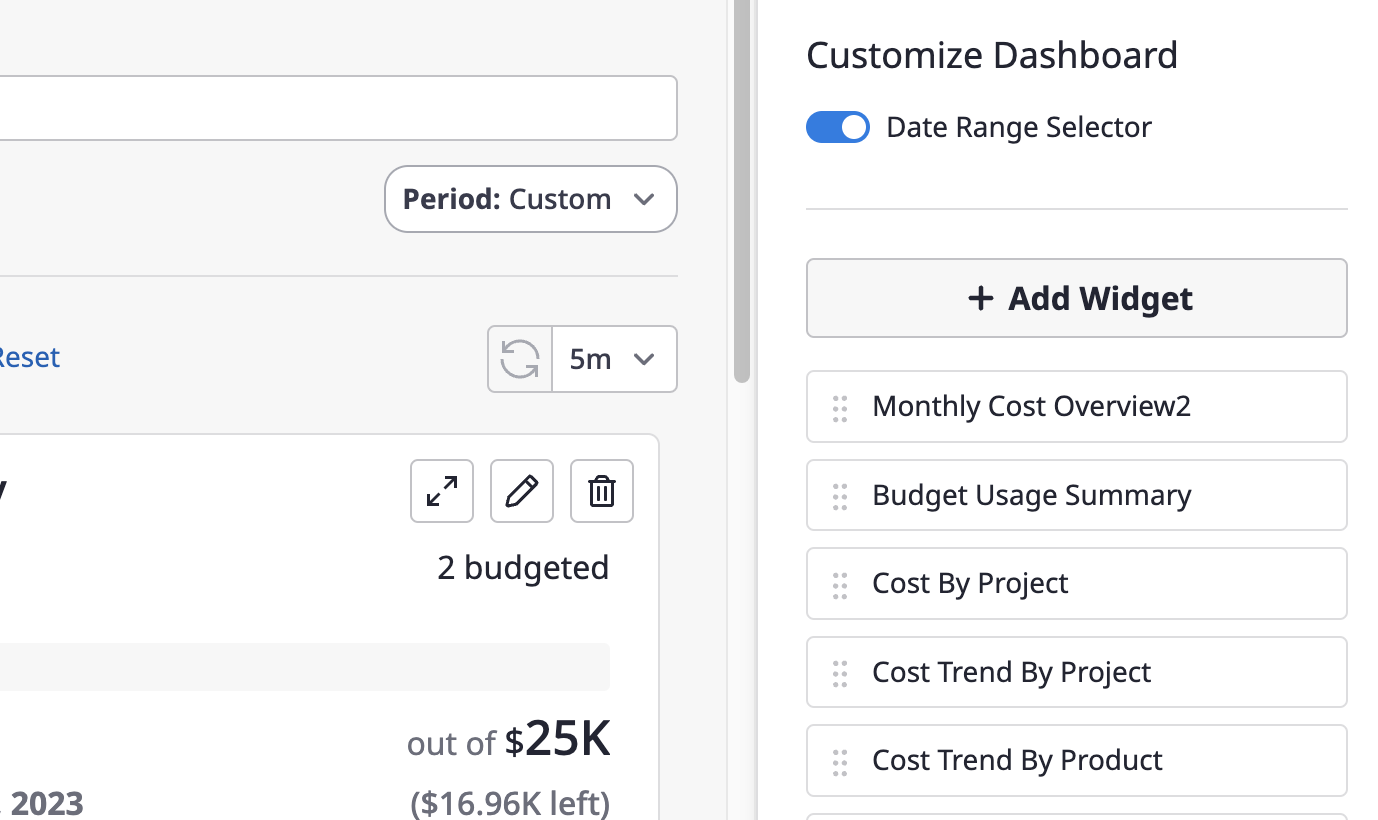 Customize Dashboard
Date Range Selector
Period: Custom
+ Add Widget
Reset
5m
Monthly Cost Overview2
Budget Usage Summary
2 budgeted
Cost By Project
Cost Trend By Project
out of $25K
Cost Trend By Product
2023
($16.96K left)